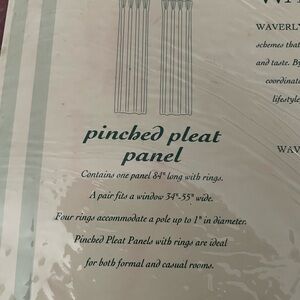 WAVERLY
schemes that
and taste. By
coordinat
lifestyle
WAV
pinched pleat
panel
Contains one panel 84" long with rings.
A pair fits a window 34"-55" wide.
Four rings accommodate a pole up to 1" in diameter.
Pinched Pleat Panels with rings are ideal
for both formal and casual rooms.